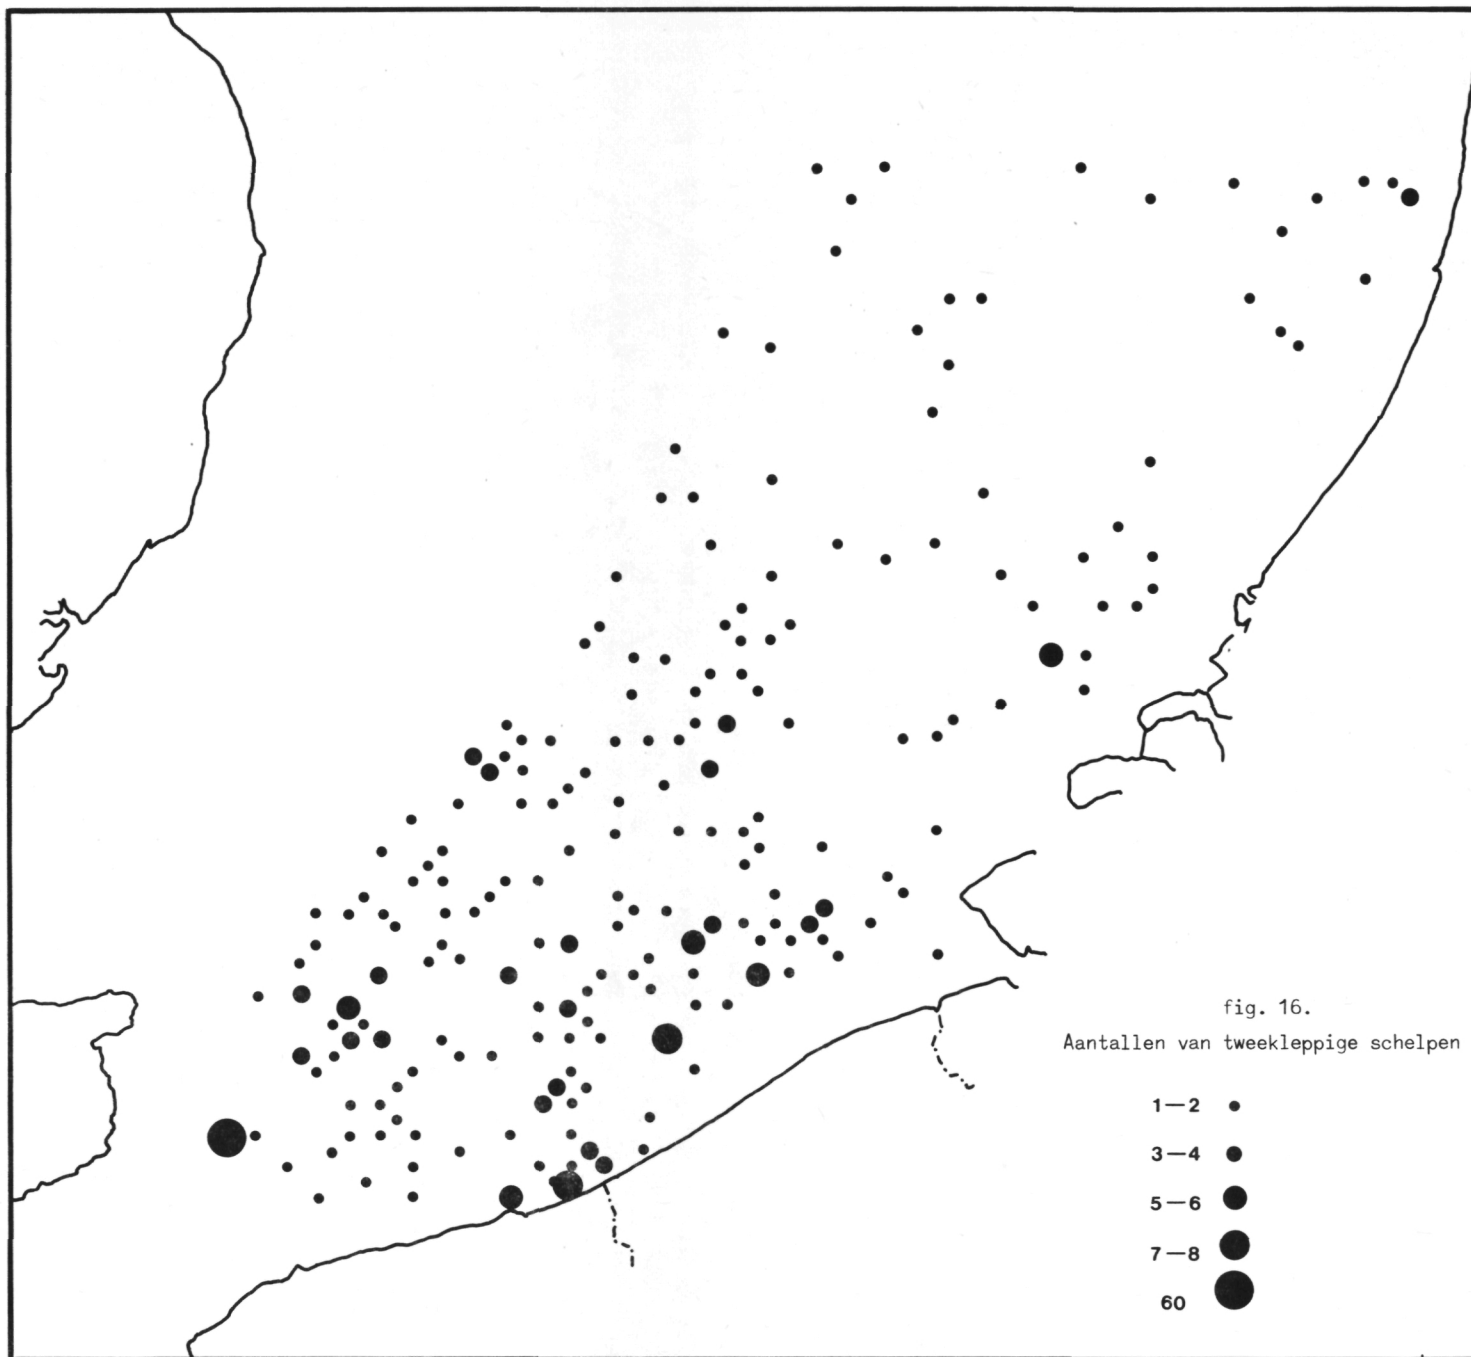 fig. 16.
Aantallen van tweekleppige schelpen
1—2
3—4
5—6
7—8
60